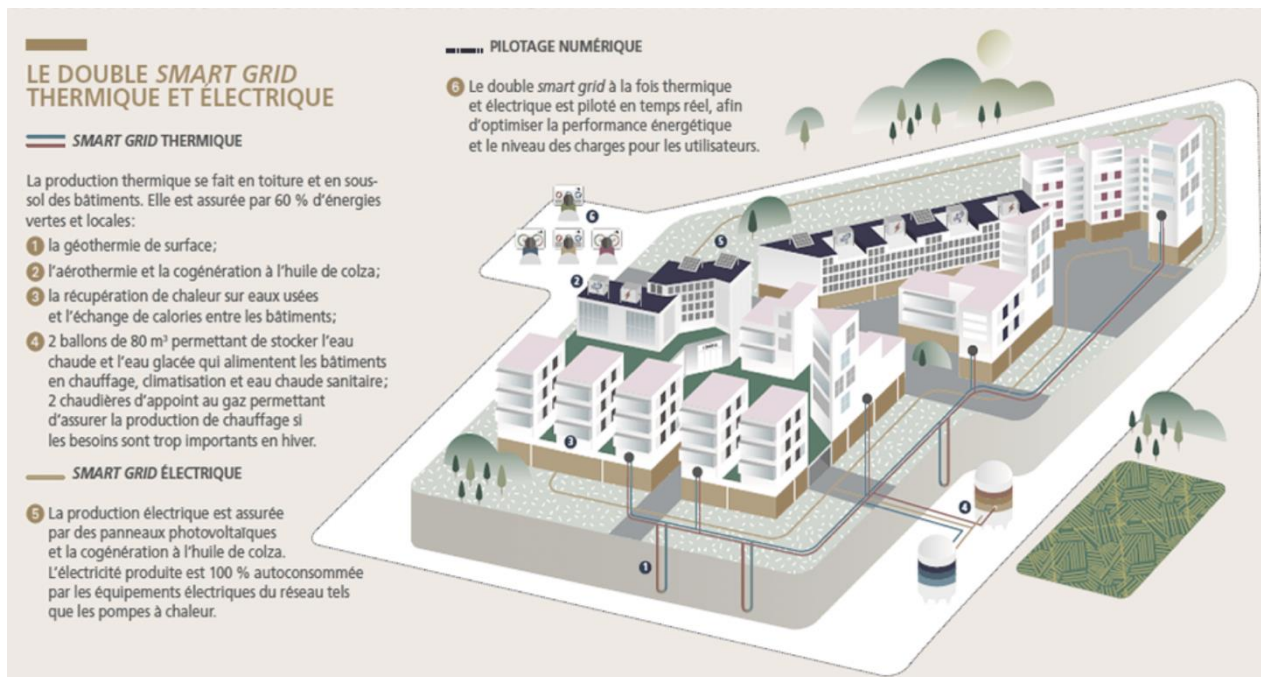 LE DOUBLE SMART GRID
THERMIQUE ET ÉLECTRIQUE
SMART GRID THERMIQUE
La production thermique se fait en toiture et en sous-
sol des bâtiments. Elle est assurée par 60 % d’énergies
vertes et locales:
1 la géothermie de surface;
2 l’aérothermie et la cogénération à l’huile de colza;
3 la récupération de chaleur sur eaux usées
et l’échange de calories entre les bâtiments;
4 2 ballons de 80 m³ permettant de stocker l’eau
chaude et l’eau glacée qui alimentent les bâtiments
en chauffage, climatisation et eau chaude sanitaire;
2 chaudières d’appoint au gaz permettant
d’assurer la production de chauffage si
les besoins sont trop importants en hiver.
SMART GRID ÉLECTRIQUE
5 La production électrique est assurée
par des panneaux photovoltaïques
et la cogénération à l’huile de colza.
L’électricité produite est 100 % autoconsommée
par les équipements électriques du réseau tels
que les pompes à chaleur.
PILOTAGE NUMÉRIQUE
6 Le double smart grid à la fois thermique
et électrique est piloté en temps réel, afin
d’optimiser la performance énergétique
et le niveau des charges pour les utilisateurs.
6
5
2
3
4
1